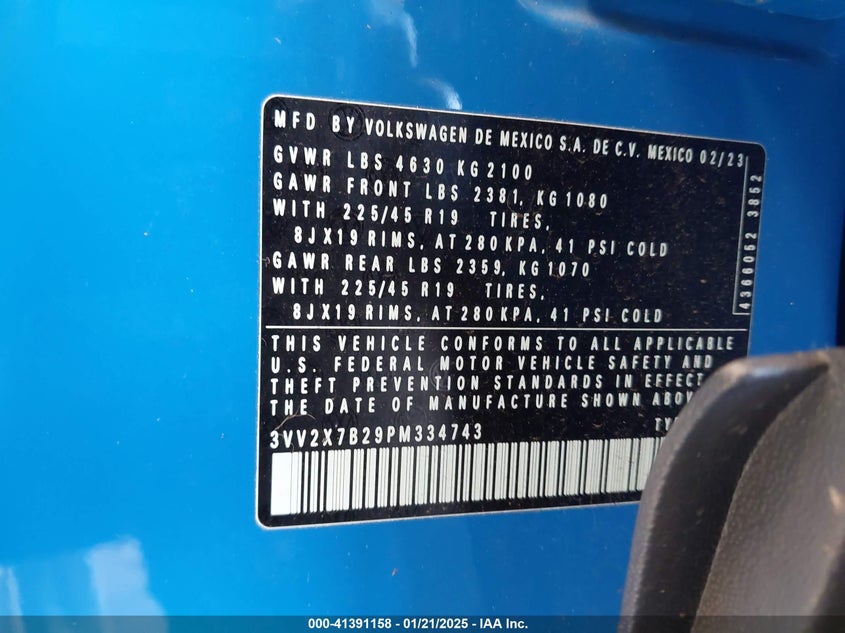 MFD BY VOLKSWAGEN DE MEXICO S.A. DE C.V. MEXICO 02/23
GVWR LBS 4630 KG 2100
GAWR FRONT LBS 2381, KG 1080
WITH 225/45 R19 TIRES,
8JX19 RIMS, AT 280 KPA, 41 PSI COLD
GAWR REAR LBS 2359, KG 1070
WITH 225/45 R19 TIRES,
8JX19 RIMS, AT 280 KPA, 41 PSI COLD
THIS VEHICLE CONFORMS TO ALL APPLICABLE
U.S. FEDERAL MOTOR VEHICLE SAFETY AND
THEFT PREVENTION STANDARDS IN EFFECT
THE DATE OF MANUFACTURE SHOWN
3VV2X7B29PM334743
4366052 3852
000-41391158 - 01/21/2025 - © IAA Holdings, LLC.